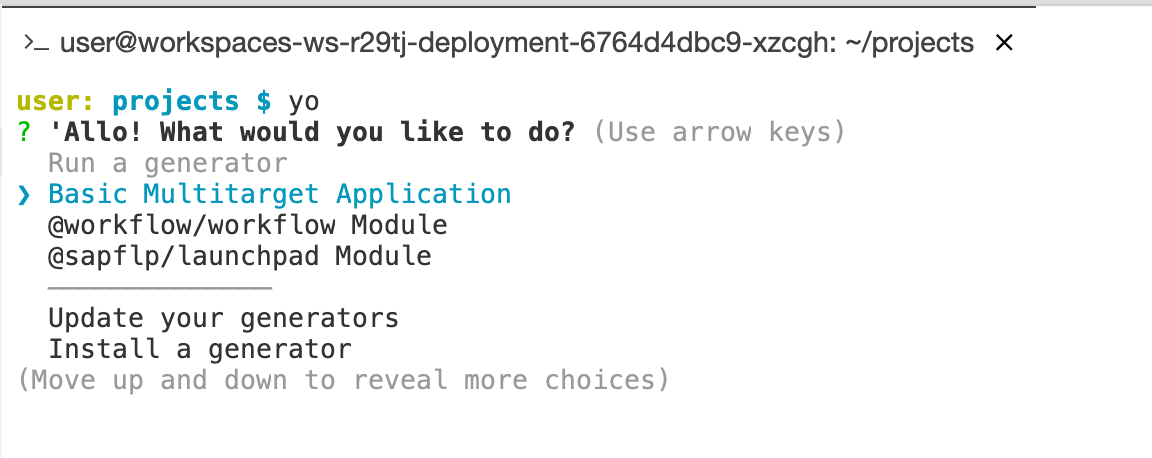 >_ user@workspaces-ws-r29tj-deployment-6764d4dbc9-xzcgh: ~/projects ×
user: projects $ yo
? 'Allo! What would you like to do? (Use arrow keys)
Run a generator
❯ Basic Multitarget Application
@workflow/workflow Module
@sapflp/launchpad Module
──────────────
Update your generators
Install a generator
(Move up and down to reveal more choices)